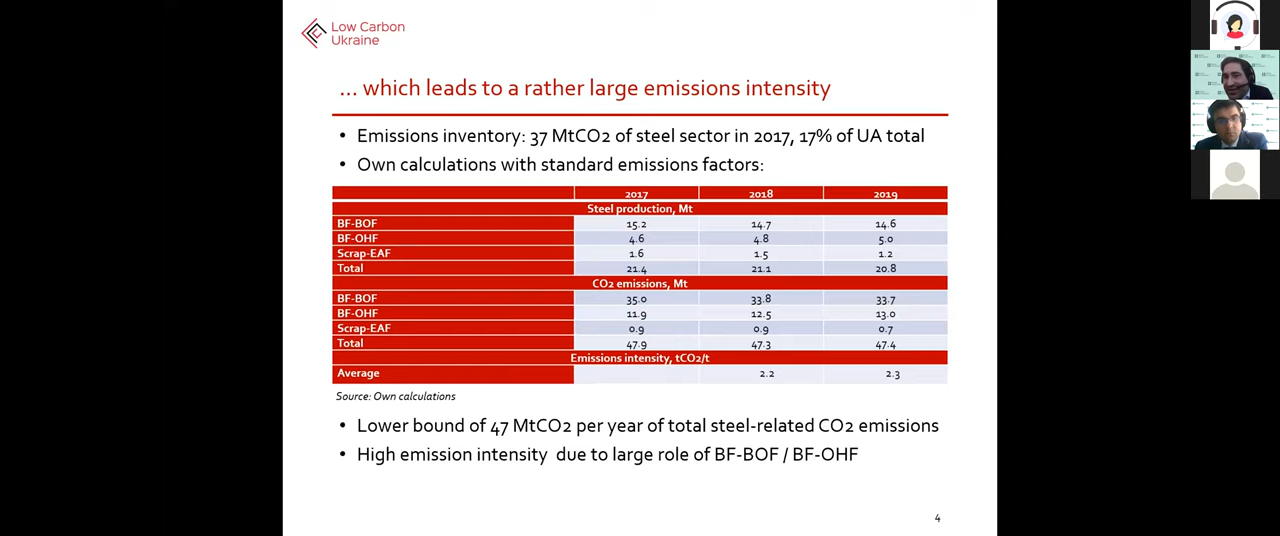 Low Carbon
Ukraine
... which leads to a rather large emissions intensity
• Emissions inventory: 37 MtCO2 of steel sector in 2017, 17% of UA total
• Own calculations with standard emissions factors:
2017 2018 2019
Steel production, Mt
BF-BOF 15.2 14.7 14.6
BF-OHF 4.6 4.8 5.0
Scrap-EAF 1.6 1.5 1.2
Total 21.4 21.1 20.8
CO2 emissions, Mt
BF-BOF 35.0 33.8 33.7
BF-OHF 11.9 12.5 13.0
Scrap-EAF 0.9 0.9 0.7
Total 47.9 47.3 47.4
Emissions intensity, tCO2/t
Average 2.2 2.3
Source: Own calculations
• Lower bound of 47 MtCO2 per year of total steel-related CO2 emissions
• High emission intensity due to large role of BF-BOF / BF-OHF
4